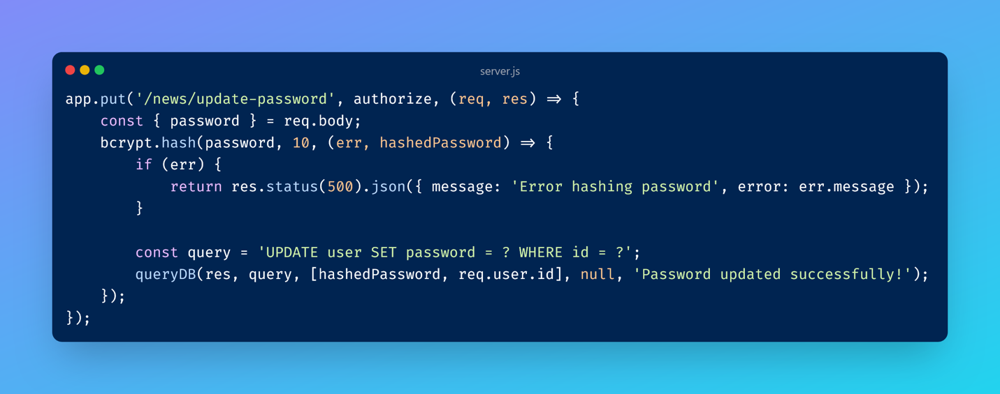 server.js
app.put('/news/update-password', authorize, (req, res) => {
    const { password } = req.body;
    bcrypt.hash(password, 10, (err, hashedPassword) => {
        if (err) {
            return res.status(500).json({ message: 'Error hashing password', error: err.message });
        }

        const query = 'UPDATE user SET password = ? WHERE id = ?';
        queryDB(res, query, [hashedPassword, req.user.id], null, 'Password updated successfully!');
    });
});